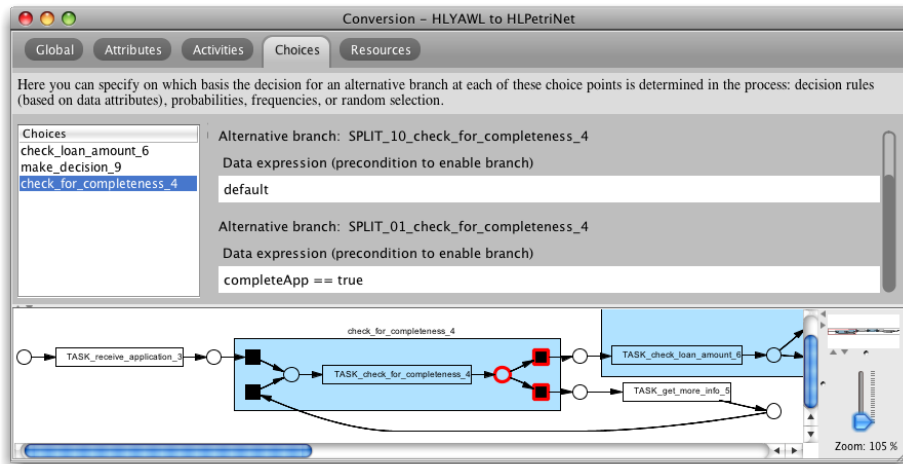 Conversion – HLYAWL to HLPetriNet
Global Attributes Activities Choices Resources
Here you can specify on which basis the decision for an alternative branch at each of these choice points is determined in the process: decision rules
(based on data attributes), probabilities, frequencies, or random selection.
Choices
check_loan_amount_6
make_decision_9
check_for_completeness_4
Alternative branch: SPLIT_10_check_for_completeness_4
Data expression (precondition to enable branch)
default
Alternative branch: SPLIT_01_check_for_completeness_4
Data expression (precondition to enable branch)
completeApp == true
check_for_completeness_4
TASK_receive_application_3
TASK_check_for_completeness_4
TASK_check_loan_amount_6
TASK_get_more_info_5
Zoom: 105 %